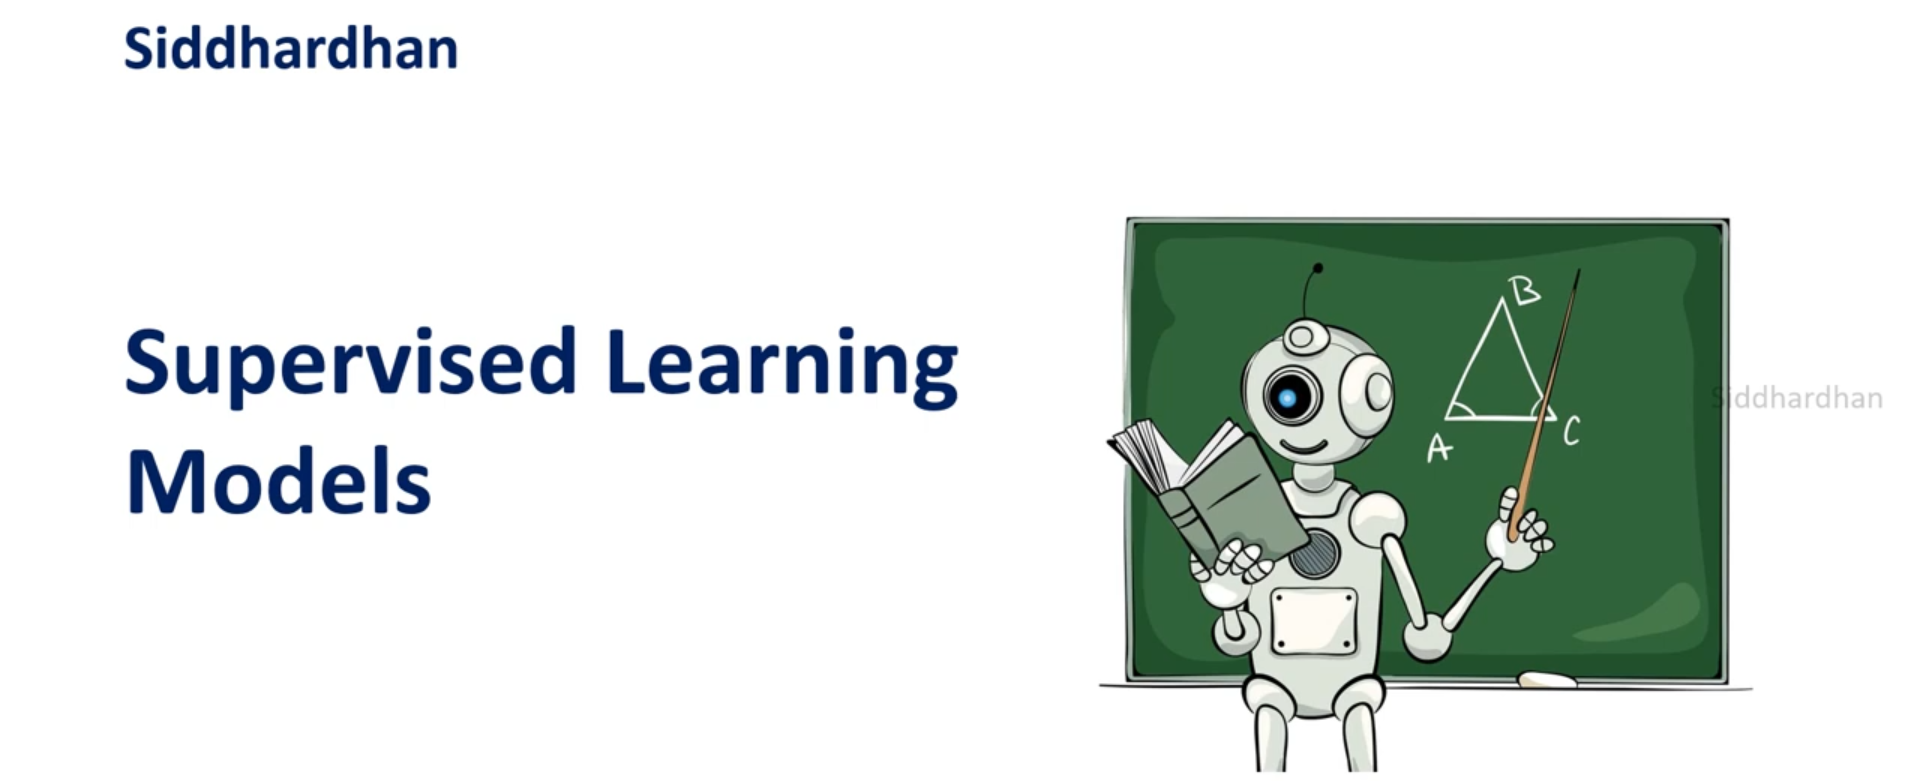 Siddhardhan
Supervised Learning
Models
B
A
C
Siddhardhan